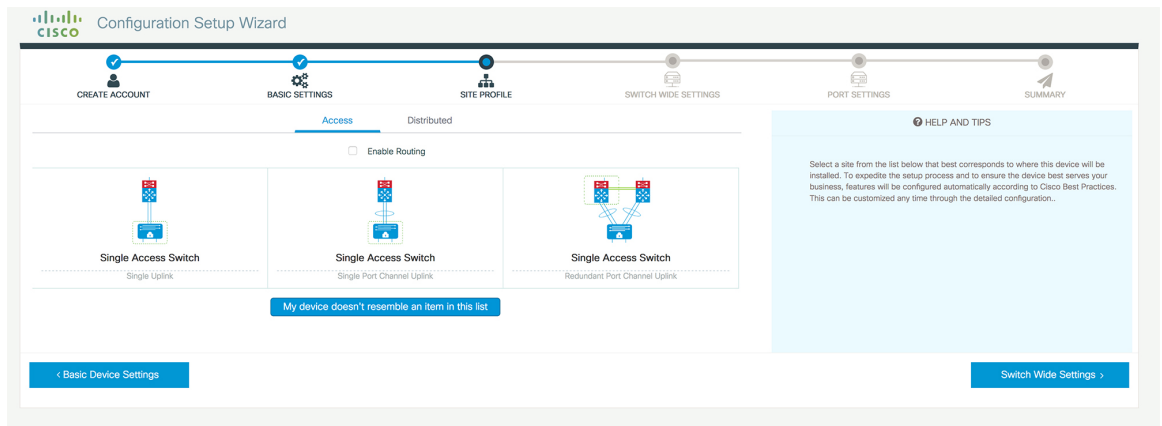 CISCO
Configuration Setup Wizard
CREATE ACCOUNT
BASIC SETTINGS
SITE PROFILE
SWITCH WIDE SETTINGS
PORT SETTINGS
SUMMARY
Access
Distributed
Enable Routing
Single Access Switch
Single Uplink
Single Access Switch
Single Port Channel Uplink
Single Access Switch
Redundant Port Channel Uplink
My device doesn't resemble an item in this list
? HELP AND TIPS
Select a site from the list below that best corresponds to where this device will be
installed. To expedite the setup process and to ensure the device best serves your
business, features will be configured automatically according to Cisco Best Practices.
This can be customized any time through the detailed configuration..
< Basic Device Settings
Switch Wide Settings >